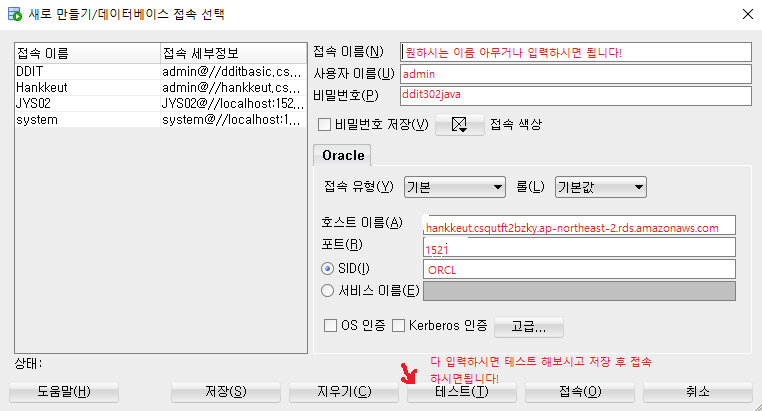 새로 만들기/데이터베이스 접속 선택
접속 이름 접속 세부정보
DDIT admin@//dditbasic,cs,,,
Hankkeut admin@//hankkeut,cs,,,
JYS02 JYS02@//localhost:152,,,
system system@//localhost:1,,,
접속 이름(N) 원하시는 이름 아무거나 입력하시면 됩니다!
사용자 이름(U) admin
비밀번호(P) ddit302java
비밀번호 저장(V) 접속 색상
Oracle
접속 유형(Y) 기본 롤(L) 기본값
호스트 이름(A) hankkeut.csqutft2bzky.ap-northeast-2.rds.amazonaws.com
포트(R) 1521
SID(I) ORCL
서비스 이름(E)
OS 인증 Kerberos 인증 고급,,,
상태:
다 입력하시면 테스트 해보시고 저장 후 접속
하시면됩니다!
도움말(H) 저장(S) 지우기(C) 테스트(T) 접속(O) 취소